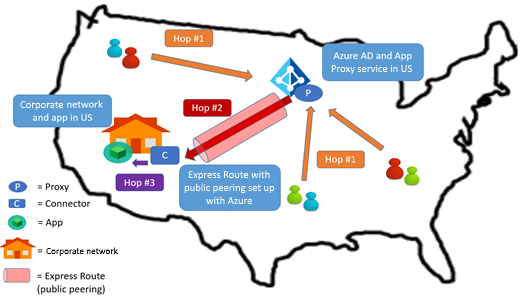 Hop #1
Azure AD and App
Proxy service in US
P
Corporate network
and app in US
Hop #2
C
Hop #3
Express Route with
public peering set up
with Azure
Hop #1
P = Proxy
C = Connector
= App
= Corporate network
= Express Route
(public peering)